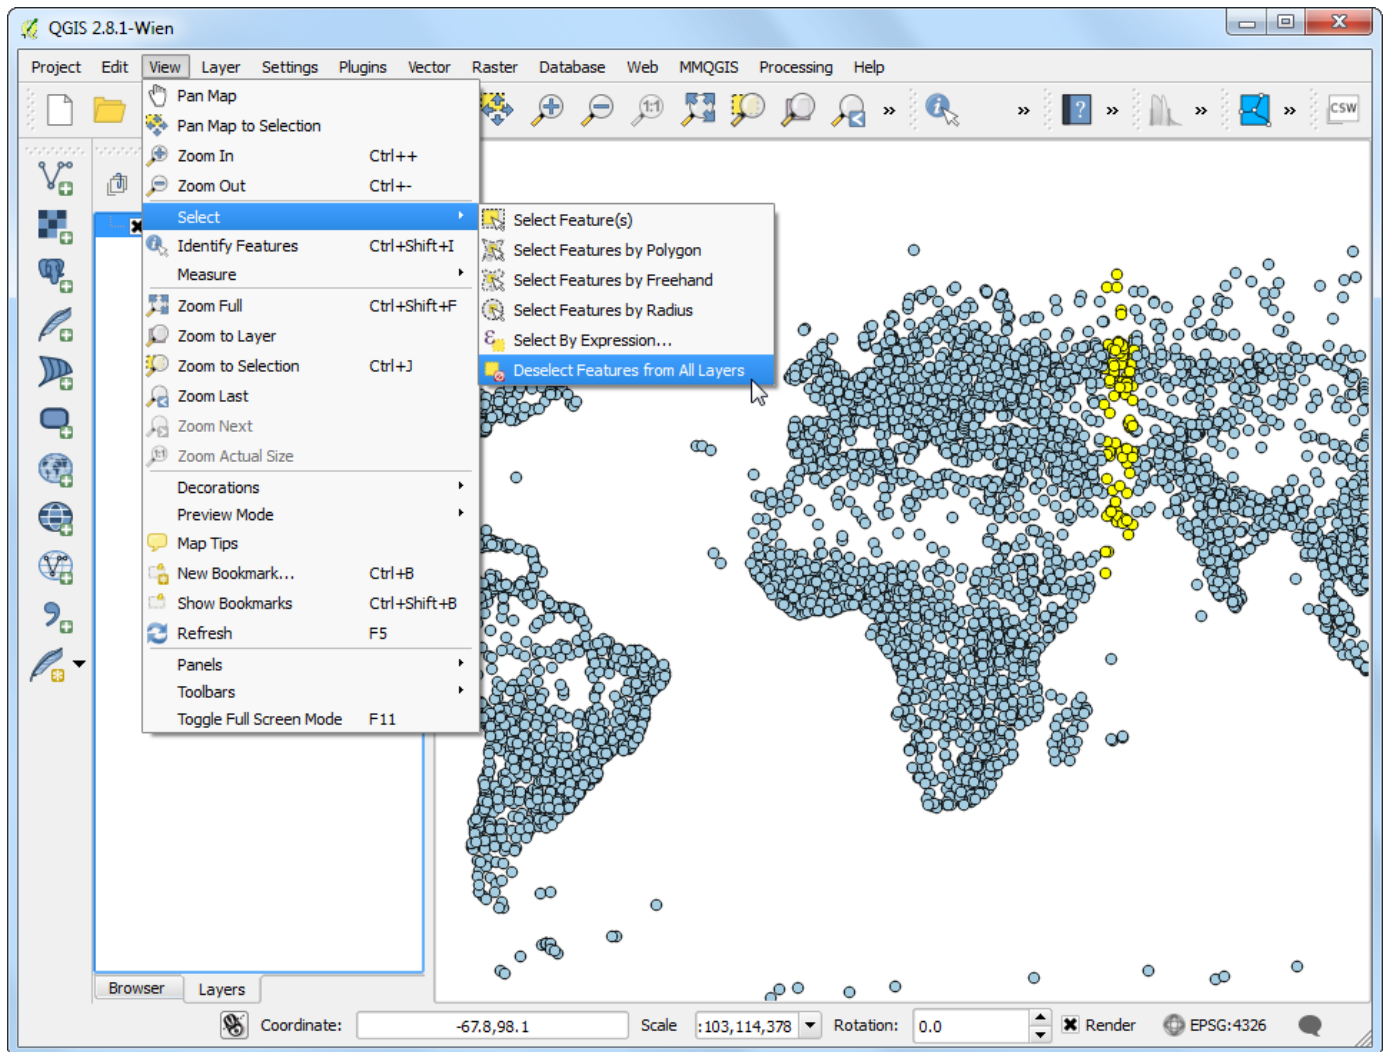 QGIS 2.8.1-Wien
Project Edit View Layer Settings Plugins Vector Raster Database Web MMQGIS Processing Help
1:1
?
CSW
Pan Map
Pan Map to Selection
Zoom In Ctrl++
Zoom Out Ctrl+-
Select
Identify Features Ctrl+Shift+I
Measure
Zoom Full Ctrl+Shift+F
Zoom to Layer
Zoom to Selection Ctrl+J
Zoom Last
Zoom Next
Zoom Actual Size
Decorations
Preview Mode
Map Tips
New Bookmark... Ctrl+B
Show Bookmarks Ctrl+Shift+B
Refresh F5
Panels
Toolbars
Toggle Full Screen Mode F11
Select Feature(s)
Select Features by Polygon
Select Features by Freehand
Select Features by Radius
Select By Expression...
Deselect Features from All Layers
Browser Layers
Coordinate: -67.8,98.1 Scale :103,114,378 Rotation: 0.0 Render EPSG:4326